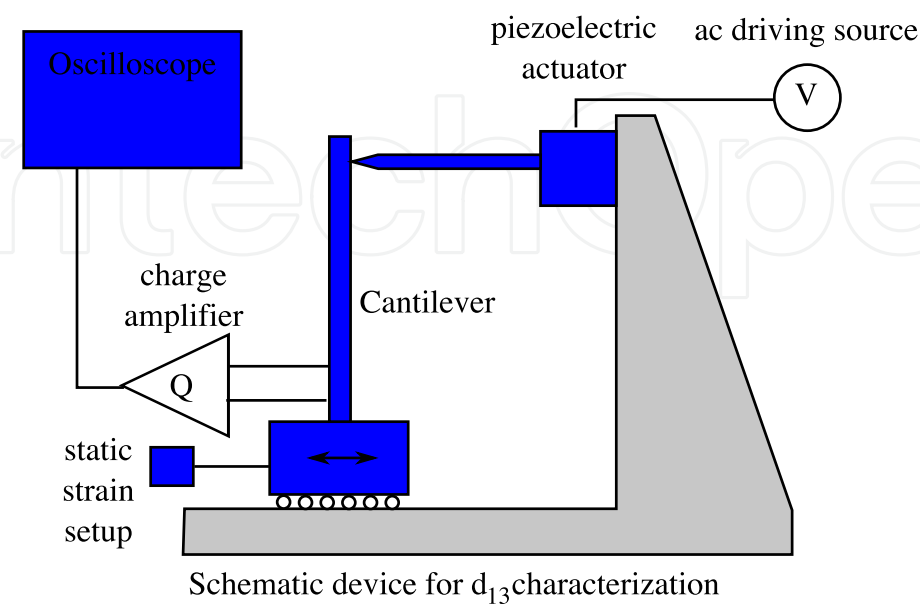 piezoelectric
actuator
ac driving source
V
Oscilloscope
charge
amplifier
Q
Cantilever
static
strain
setup
Schematic device for d13characterization